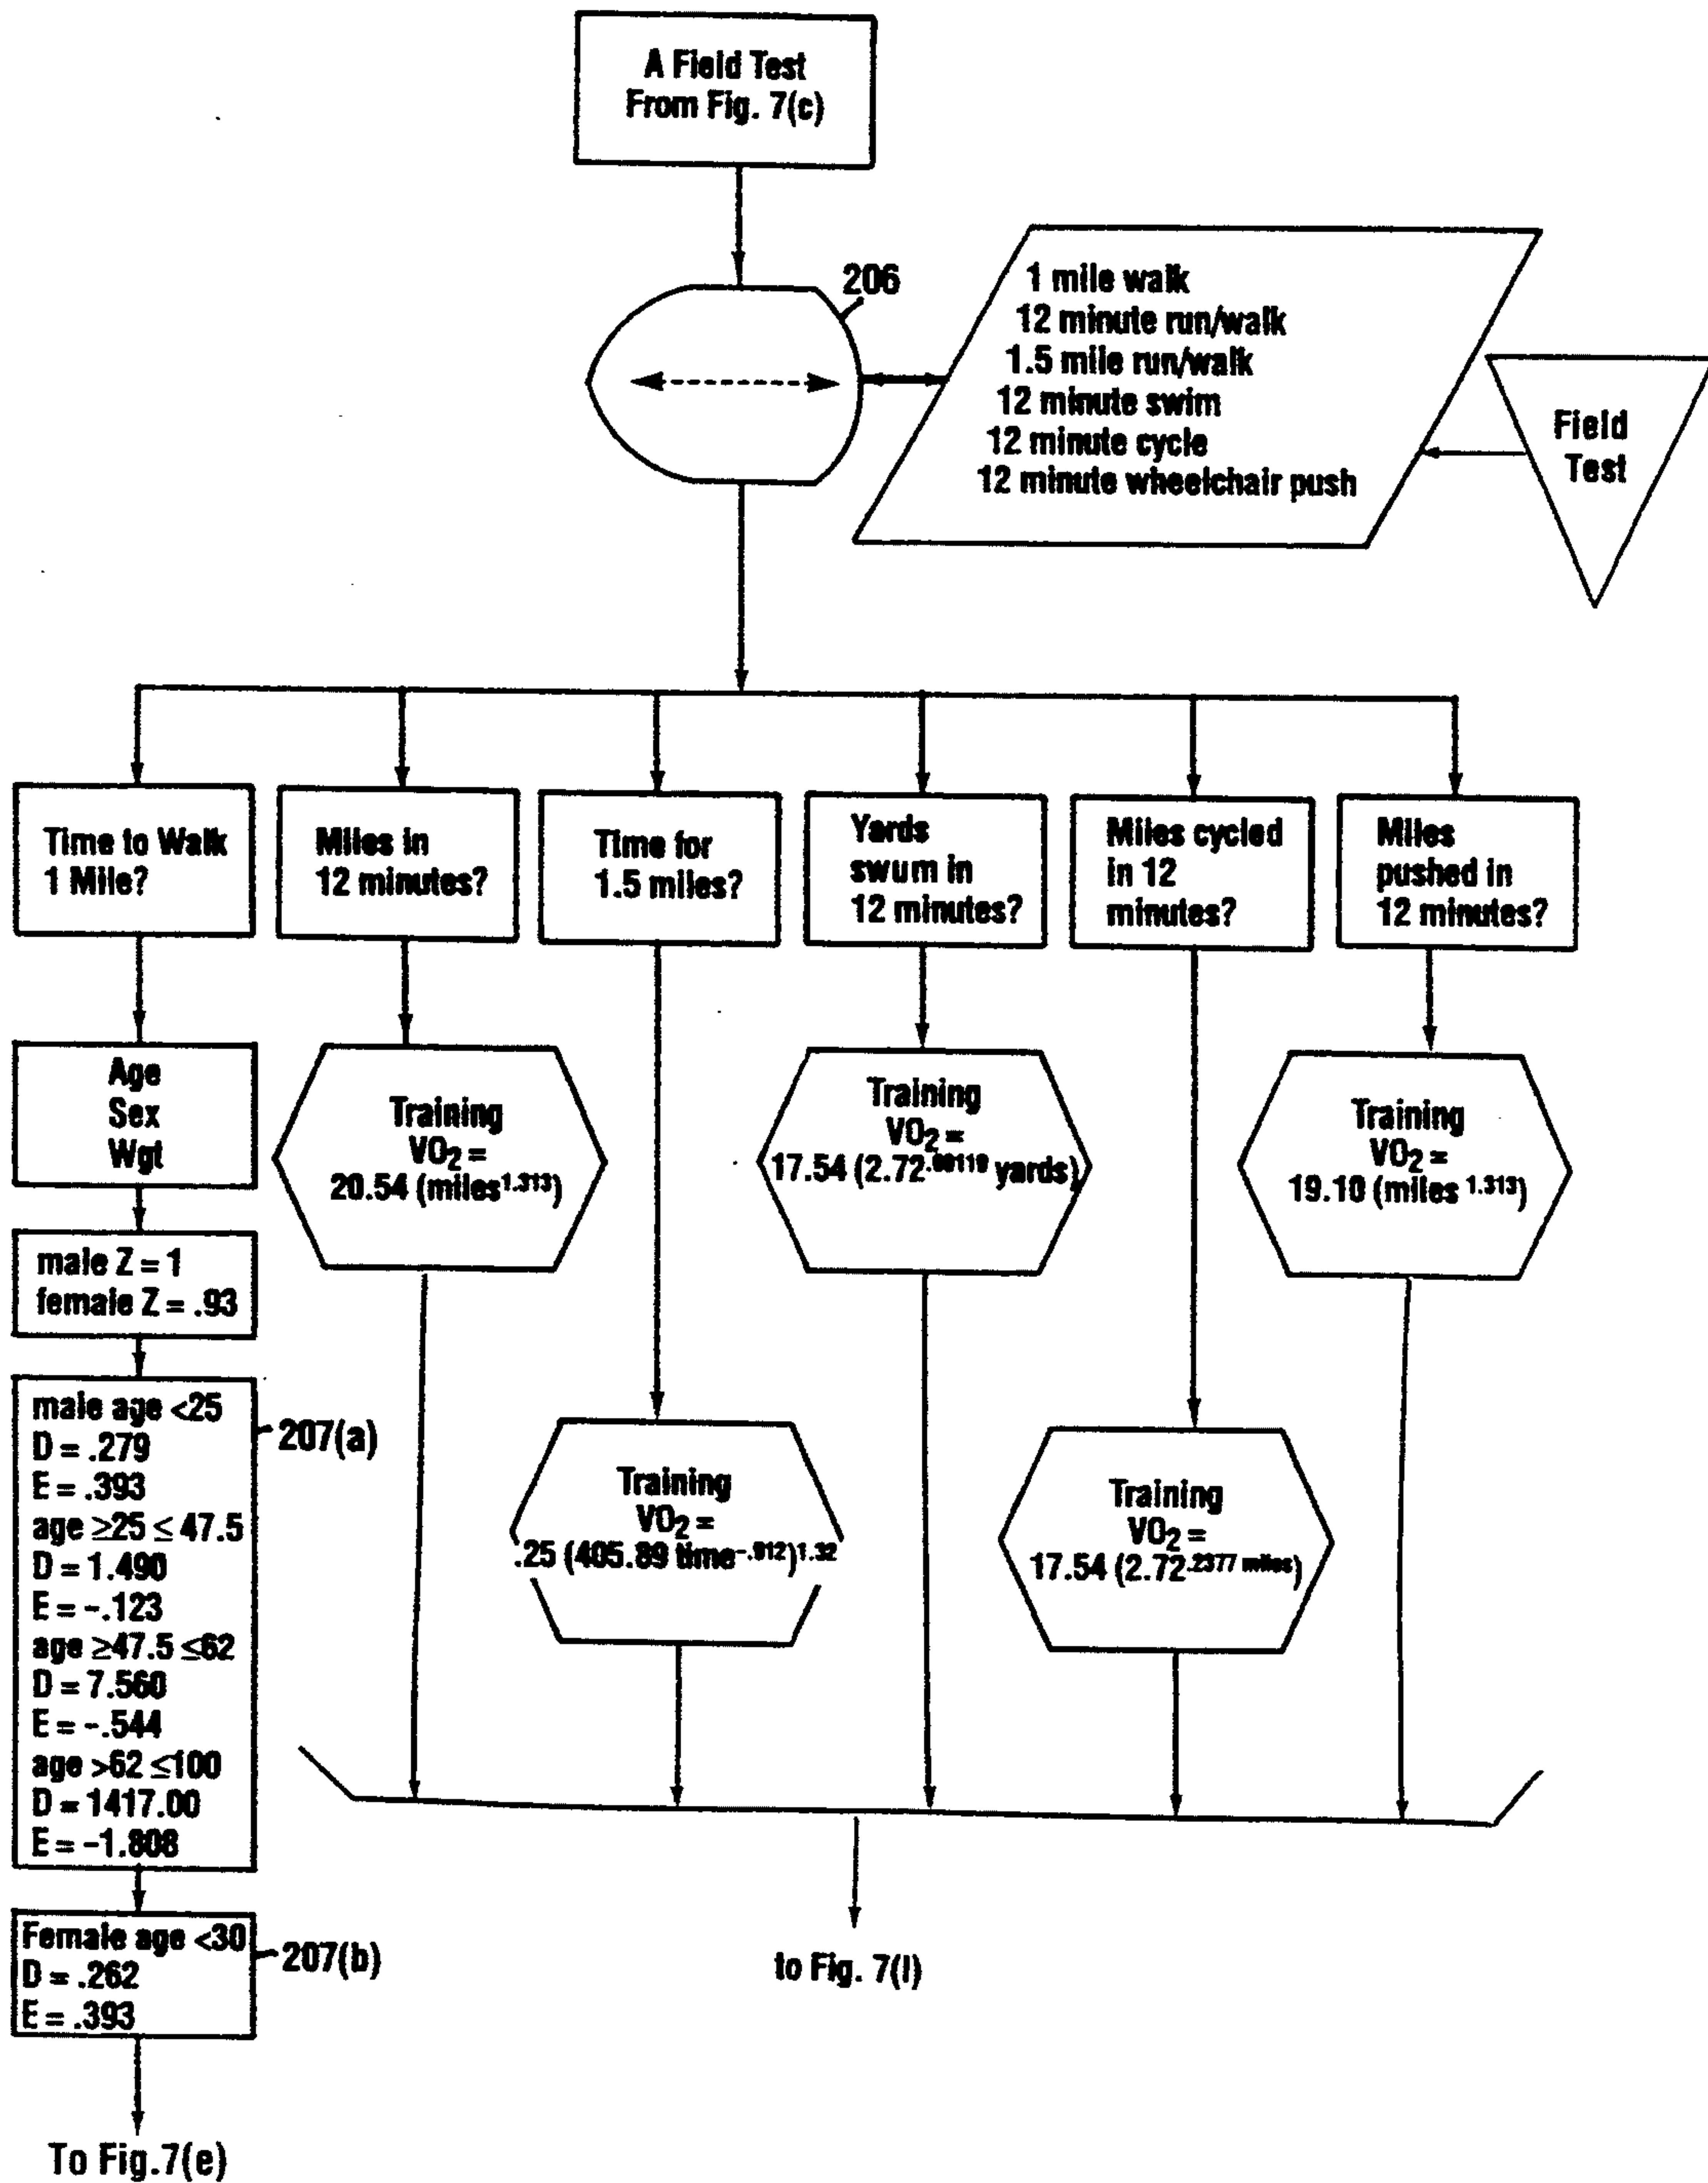 A Field Test
From Fig. 7(c)
206
1 mile walk
12 minute run/walk
1.5 mile run/walk
12 minute swim
12 minute cycle
12 minute wheelchair push
Field
Test
Time to Walk
1 Mile?
Miles in
12 minutes?
Time for
1.5 miles?
Yards
swum in
12 minutes?
Miles cycled
in 12
minutes?
Miles
pushed in
12 minutes?
Age
Sex
Wgt
Training
VO₂ =
20.54 (miles¹·³¹³)
Training
VO₂ =
17.54 (2.72·⁰⁰¹¹⁹ yards)
Training
VO₂ =
19.10 (miles ¹·³¹³)
male Z = 1
female Z = .93
male age <25
D = .279
E = .393
age ≥25 ≤ 47.5
D = 1.490
E = -.123
age ≥47.5 ≤62
D = 7.560
E = -.544
age >62 ≤100
D = 1417.00
E = -1.808
207(a)
Training
VO₂ =
.25 (405.89 time⁻·⁹¹²)¹·³²
Training
VO₂ =
17.54 (2.72·²³⁷⁷ miles)
Female age <30
D = .262
E = .393
207(b)
to Fig. 7(l)
To Fig.7(e)